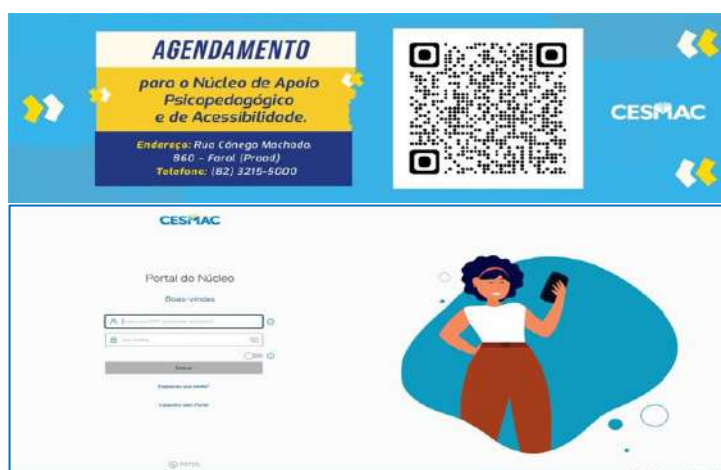 AGENDAMENTO
para o Núcleo de Apoio
Psicopedagógico
e de Acessibilidade.
Endereço: Rua Cônego Machado,
860 - Farol (Proad)
Telefone: (82) 3215-5000
CESMAC
CESMAC
Portal do Núcleo
Boas-vindas
Entrar